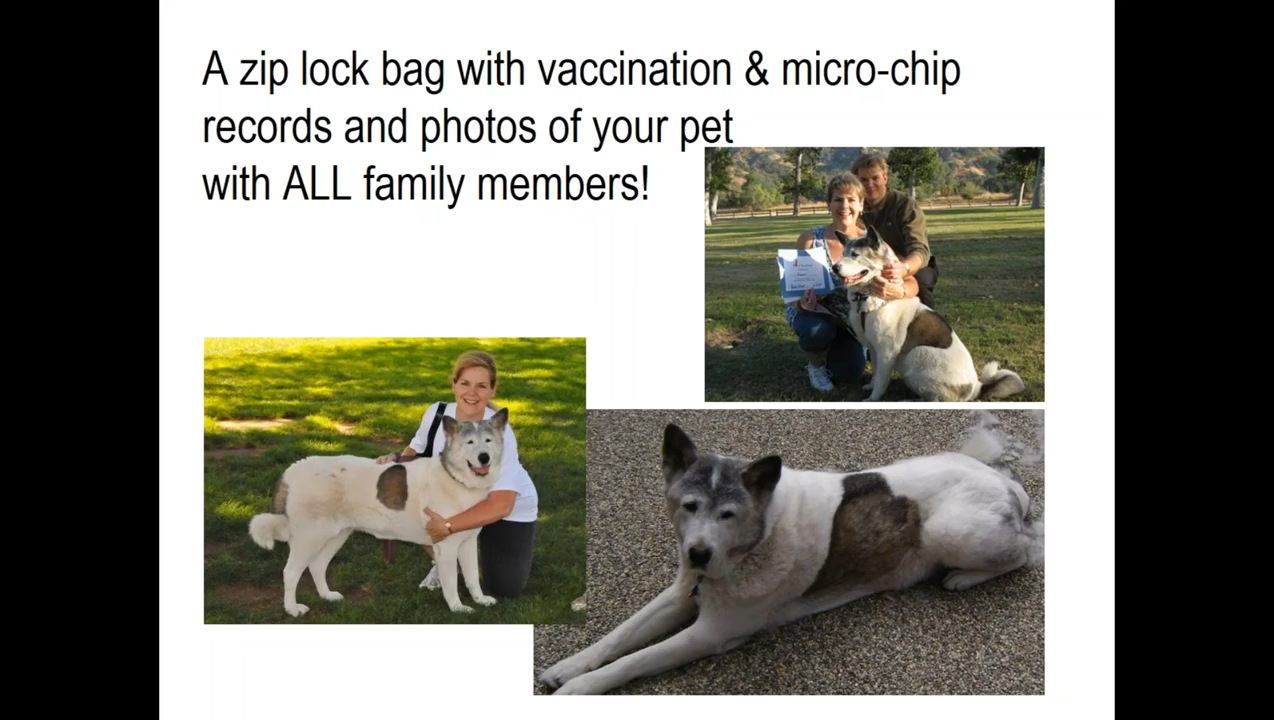 A zip lock bag with vaccination & micro-chip
records and photos of your pet
with ALL family members!